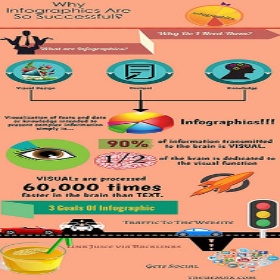 Why
Infographics Are
So Successful?
Why Do I Need Them?
What are Infographics?
Visual Design
Content
Knowledge
Visualization of facts and data
or knowledge intended to
present complex information
simply is...
Infographics!!!
90%
of information transmitted
to the brain is VISUAL.
1/2
of the brain is dedicated to
the visual function
VISUALs are processed
60,000 times
faster in the brain than TEXT.
3 Goals Of Infographic
Traffic to The Website
Link Juice via Backlinks
Gets Social